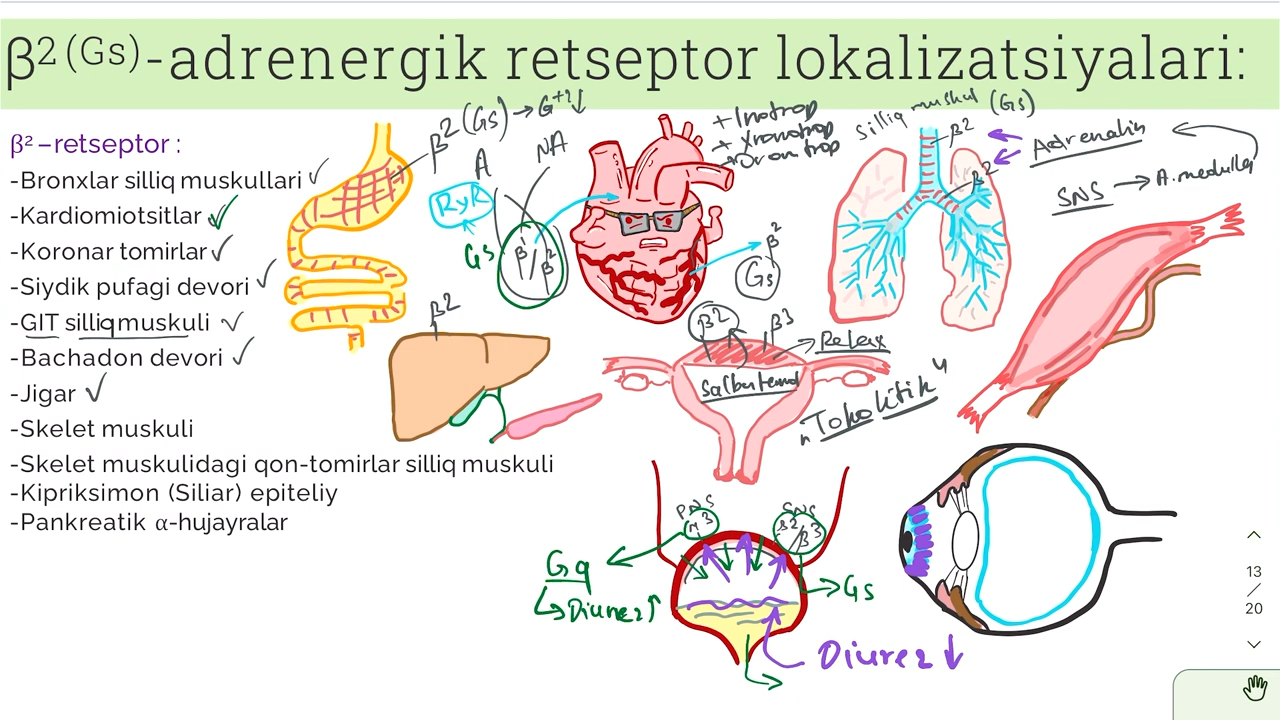 β2 (Gs)-adrenergik retseptor lokalizatsiyalari:
β2 –retseptor :
-Bronxlar silliq muskullari
-Kardiomiotsitlar
-Koronar tomirlar
-Siydik pufagi devori
-GIT silliq muskuli
-Bachadon devori
-Jigar
-Skelet muskuli
-Skelet muskulidagi qon-tomirlar silliq muskuli
-Kipriksimon (Siliar) epiteliy
-Pankreatik α-hujayralar
β2 (Gs) →
A
NA
RyR
Gs
β1/β2
+ Inotrop
+ Xronotrop
+ Dromotrop
β2
Gs
Silliq muskul (Gs)
β2
β2
Adrenalin
SNS → A. medulla
β2
β2
β3
Relax
Salbutamol
"Tokolitik"
PNS
M3
SNS
β2/β3
Gq
Diurez↑
Gs
Diurez ↓
13
/
20